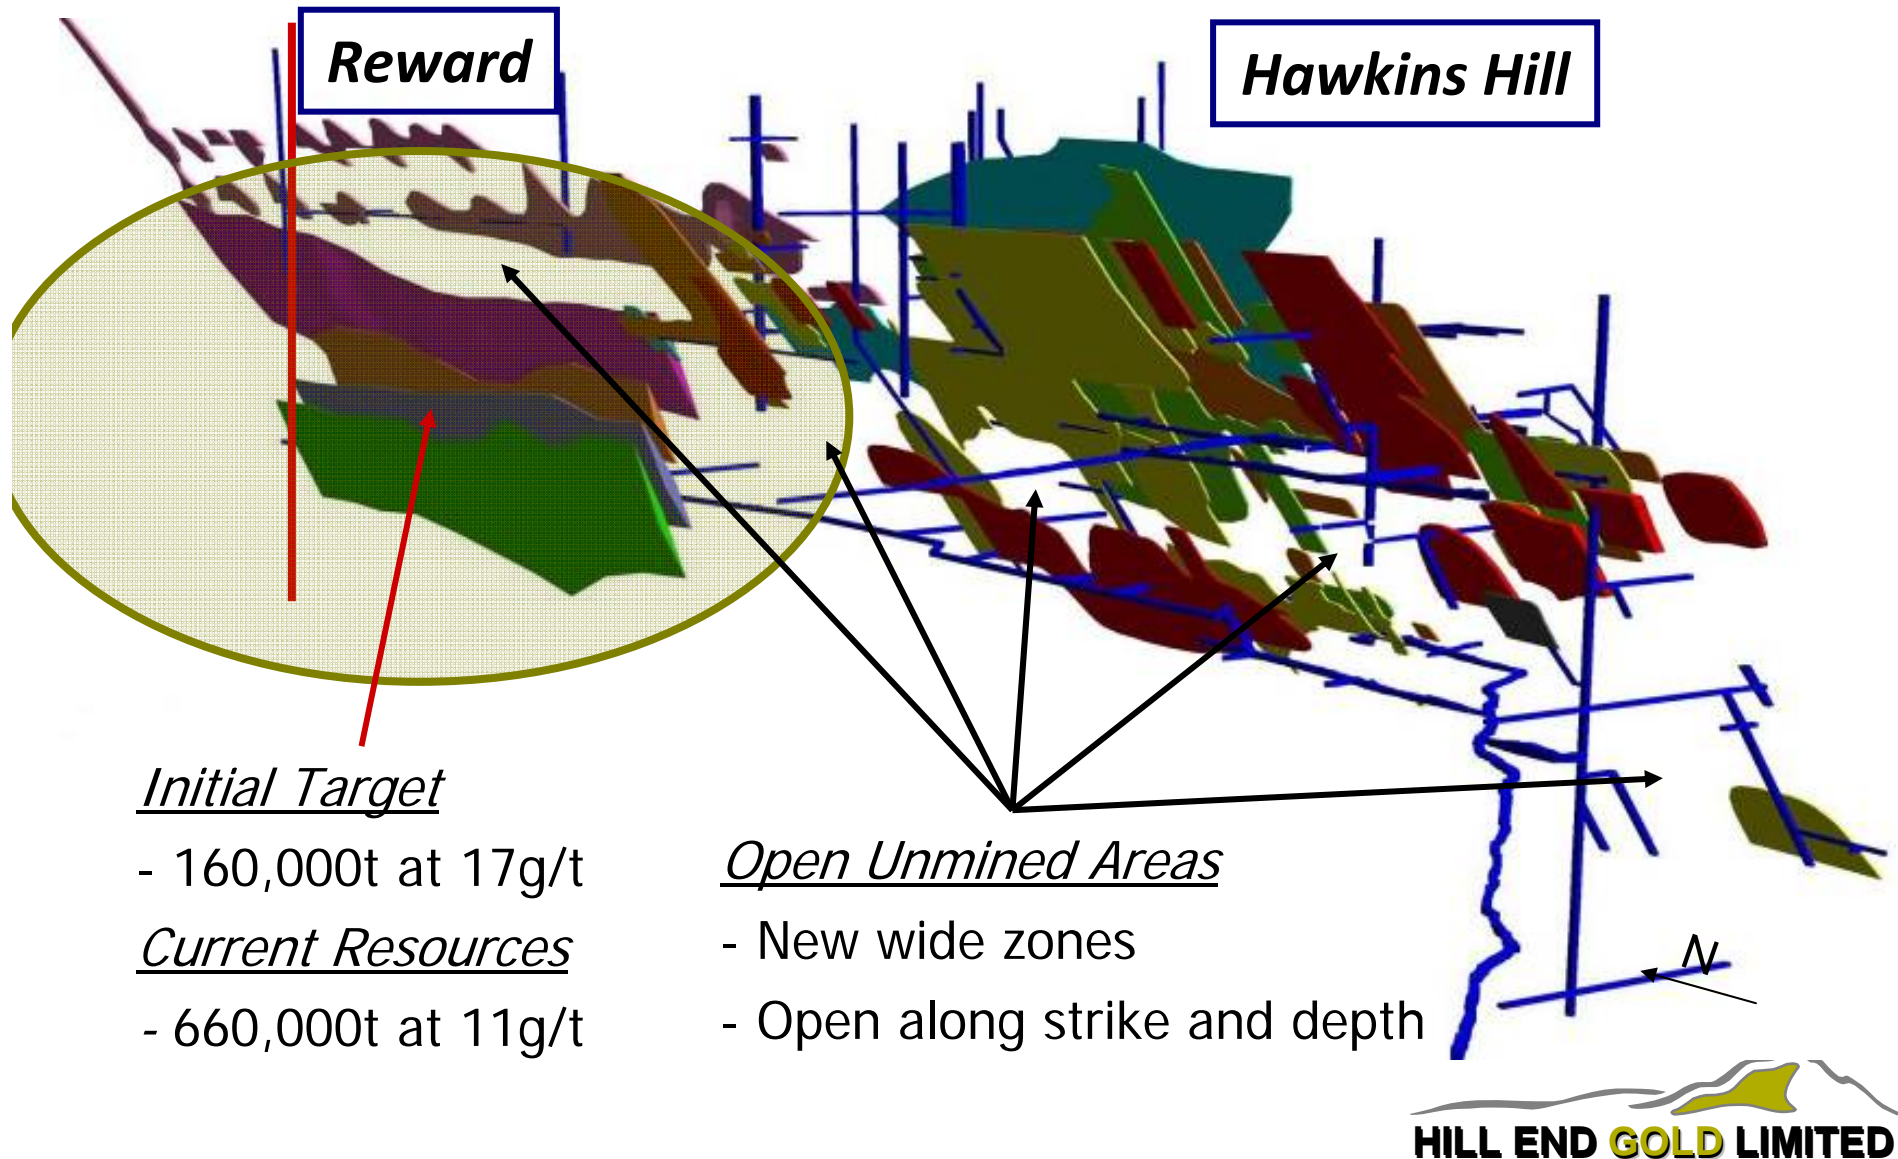 Reward
Hawkins Hill
Initial Target
- 160,000t at 17g/t
Current Resources
- 660,000t at 11g/t
Open Unmined Areas
- New wide zones
- Open along strike and depth
N
HILL END GOLD LIMITED